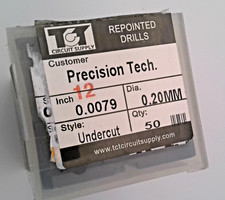 TCT
CIRCUIT SUPPLY
REPOINTED
DRILLS
Customer
Precision Tech.
12
Inch
0.0079
Dia.
0.20MM
Style:
Undercut
Qty:
50
www.tctcircuitsupply.com